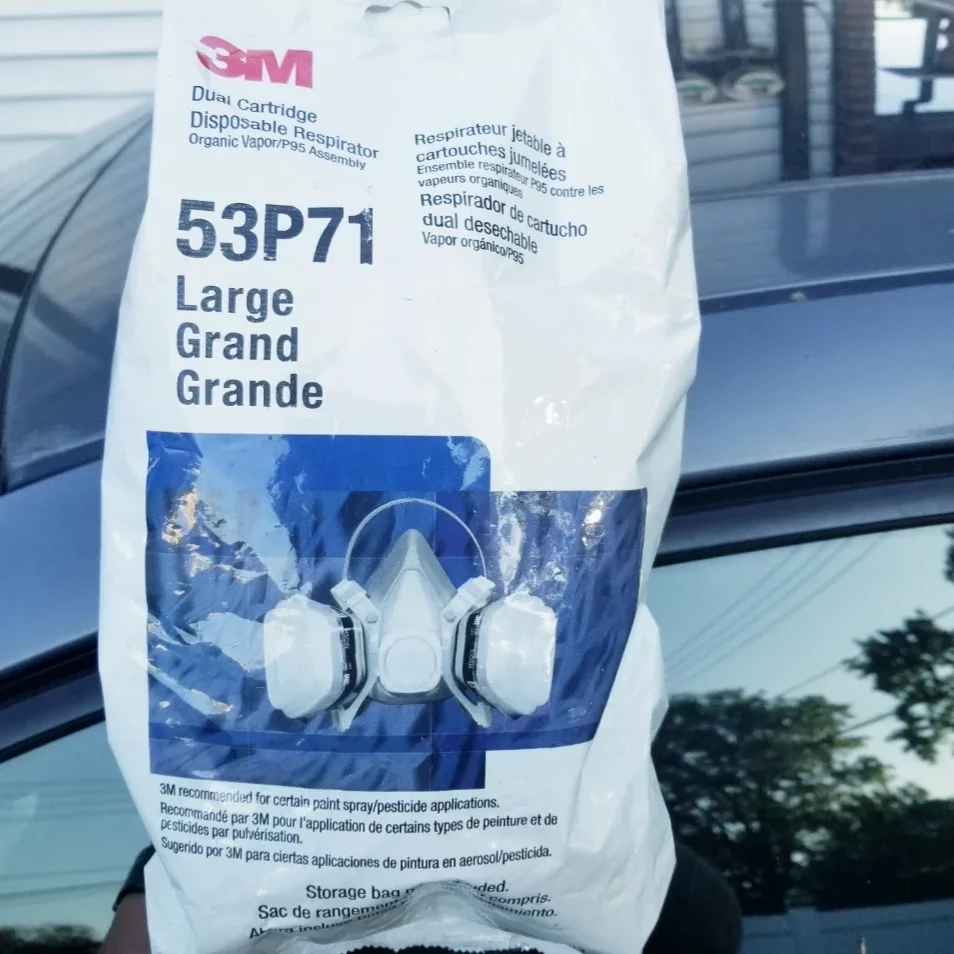 3M
Dual Cartridge
Disposable Respirator
Organic Vapor/P95 Assembly
53P71
Large
Grand
Grande
Respirateur jetable à
cartouches jumelées
Ensemble respirateur P95 contre les
vapeurs organiques
Respirador de cartucho
dual desechable
Vapor orgánico/P95
3M recommended for certain paint spray/pesticide applications.
Recommandé par 3M pour l'application de certains types de peinture et de
pesticides par pulvérisation.
Sugerido por 3M para ciertas aplicaciones de pintura en aerosol/pesticida.
Storage bag
Sac de rangement